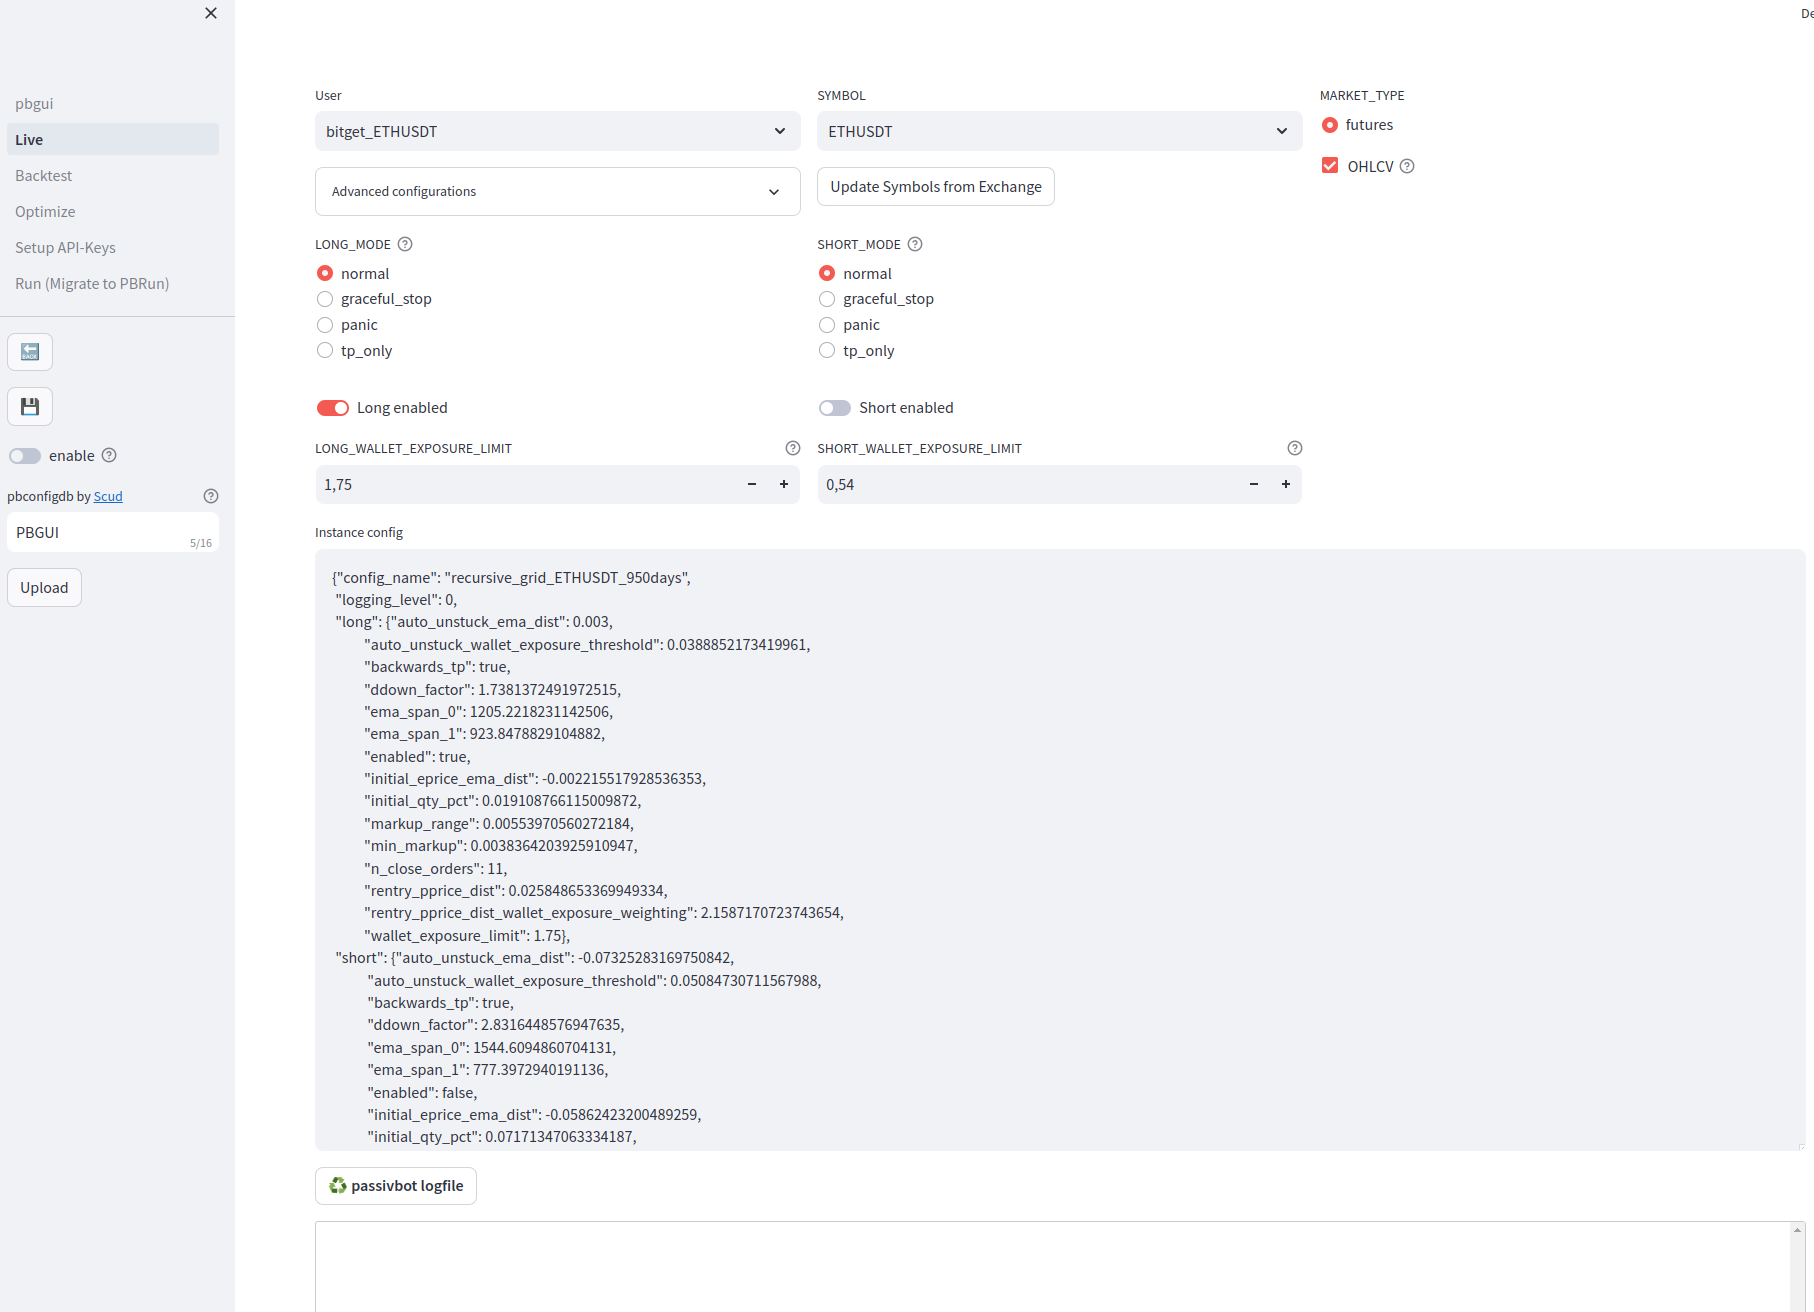 De
pbgui
Live
Backtest
Optimize
Setup API-Keys
Run (Migrate to PBRun)
BACK
enable
pbconfigdb by Scud
PBGUI
5/16
Upload
User
bitget_ETHUSDT
SYMBOL
ETHUSDT
MARKET_TYPE
futures
OHLCV
Advanced configurations
Update Symbols from Exchange
LONG_MODE
normal
graceful_stop
panic
tp_only
SHORT_MODE
normal
graceful_stop
panic
tp_only
Long enabled
Short enabled
LONG_WALLET_EXPOSURE_LIMIT
1,75
SHORT_WALLET_EXPOSURE_LIMIT
0,54
Instance config
{"config_name": "recursive_grid_ETHUSDT_950days",
"logging_level": 0,
"long": {"auto_unstuck_ema_dist": 0.003,
"auto_unstuck_wallet_exposure_threshold": 0.0388852173419961,
"backwards_tp": true,
"ddown_factor": 1.7381372491972515,
"ema_span_0": 1205.2218231142506,
"ema_span_1": 923.8478829104882,
"enabled": true,
"initial_eprice_ema_dist": -0.002215517928536353,
"initial_qty_pct": 0.019108766115009872,
"markup_range": 0.00553970560272184,
"min_markup": 0.0038364203925910947,
"n_close_orders": 11,
"rentry_pprice_dist": 0.025848653369949334,
"rentry_pprice_dist_wallet_exposure_weighting": 2.1587170723743654,
"wallet_exposure_limit": 1.75},
"short": {"auto_unstuck_ema_dist": -0.07325283169750842,
"auto_unstuck_wallet_exposure_threshold": 0.05084730711567988,
"backwards_tp": true,
"ddown_factor": 2.8316448576947635,
"ema_span_0": 1544.6094860704131,
"ema_span_1": 777.3972940191136,
"enabled": false,
"initial_eprice_ema_dist": -0.05862423200489259,
"initial_qty_pct": 0.07171347063334187,
passivbot logfile